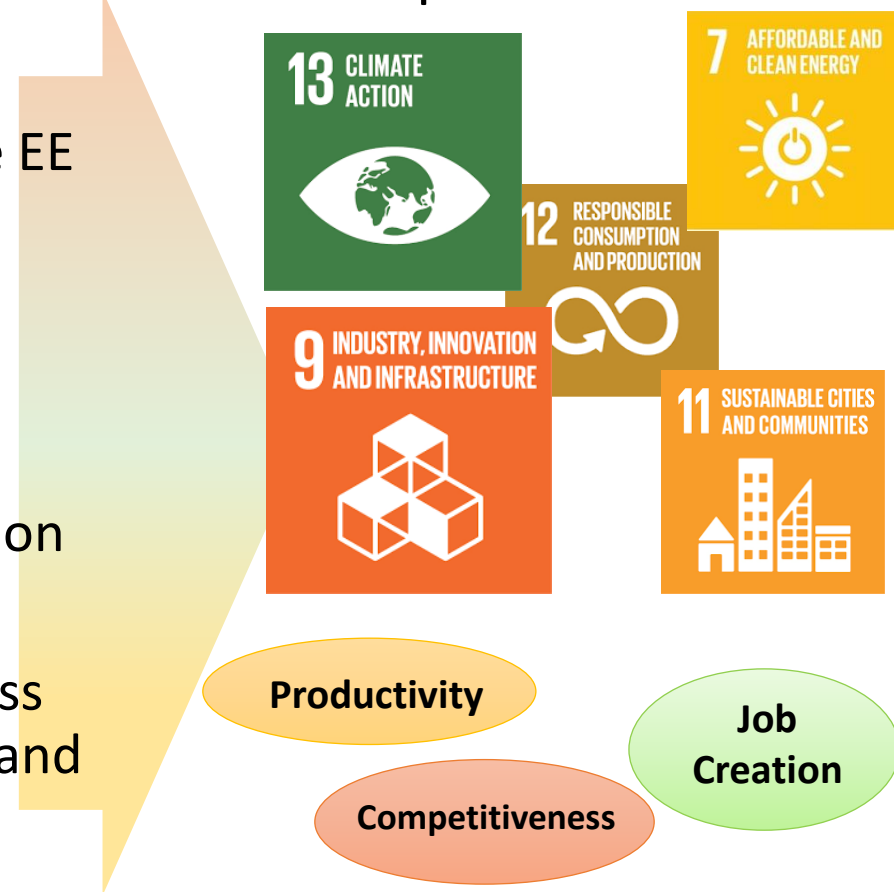 13 CLIMATE
ACTION
7 AFFORDABLE AND
CLEAN ENERGY
EE
12 RESPONSIBLE
CONSUMPTION
AND PRODUCTION
9 INDUSTRY, INNOVATION
AND INFRASTRUCTURE
11 SUSTAINABLE CITIES
AND COMMUNITIES
on
ss
and
Productivity
Job
Creation
Competitiveness